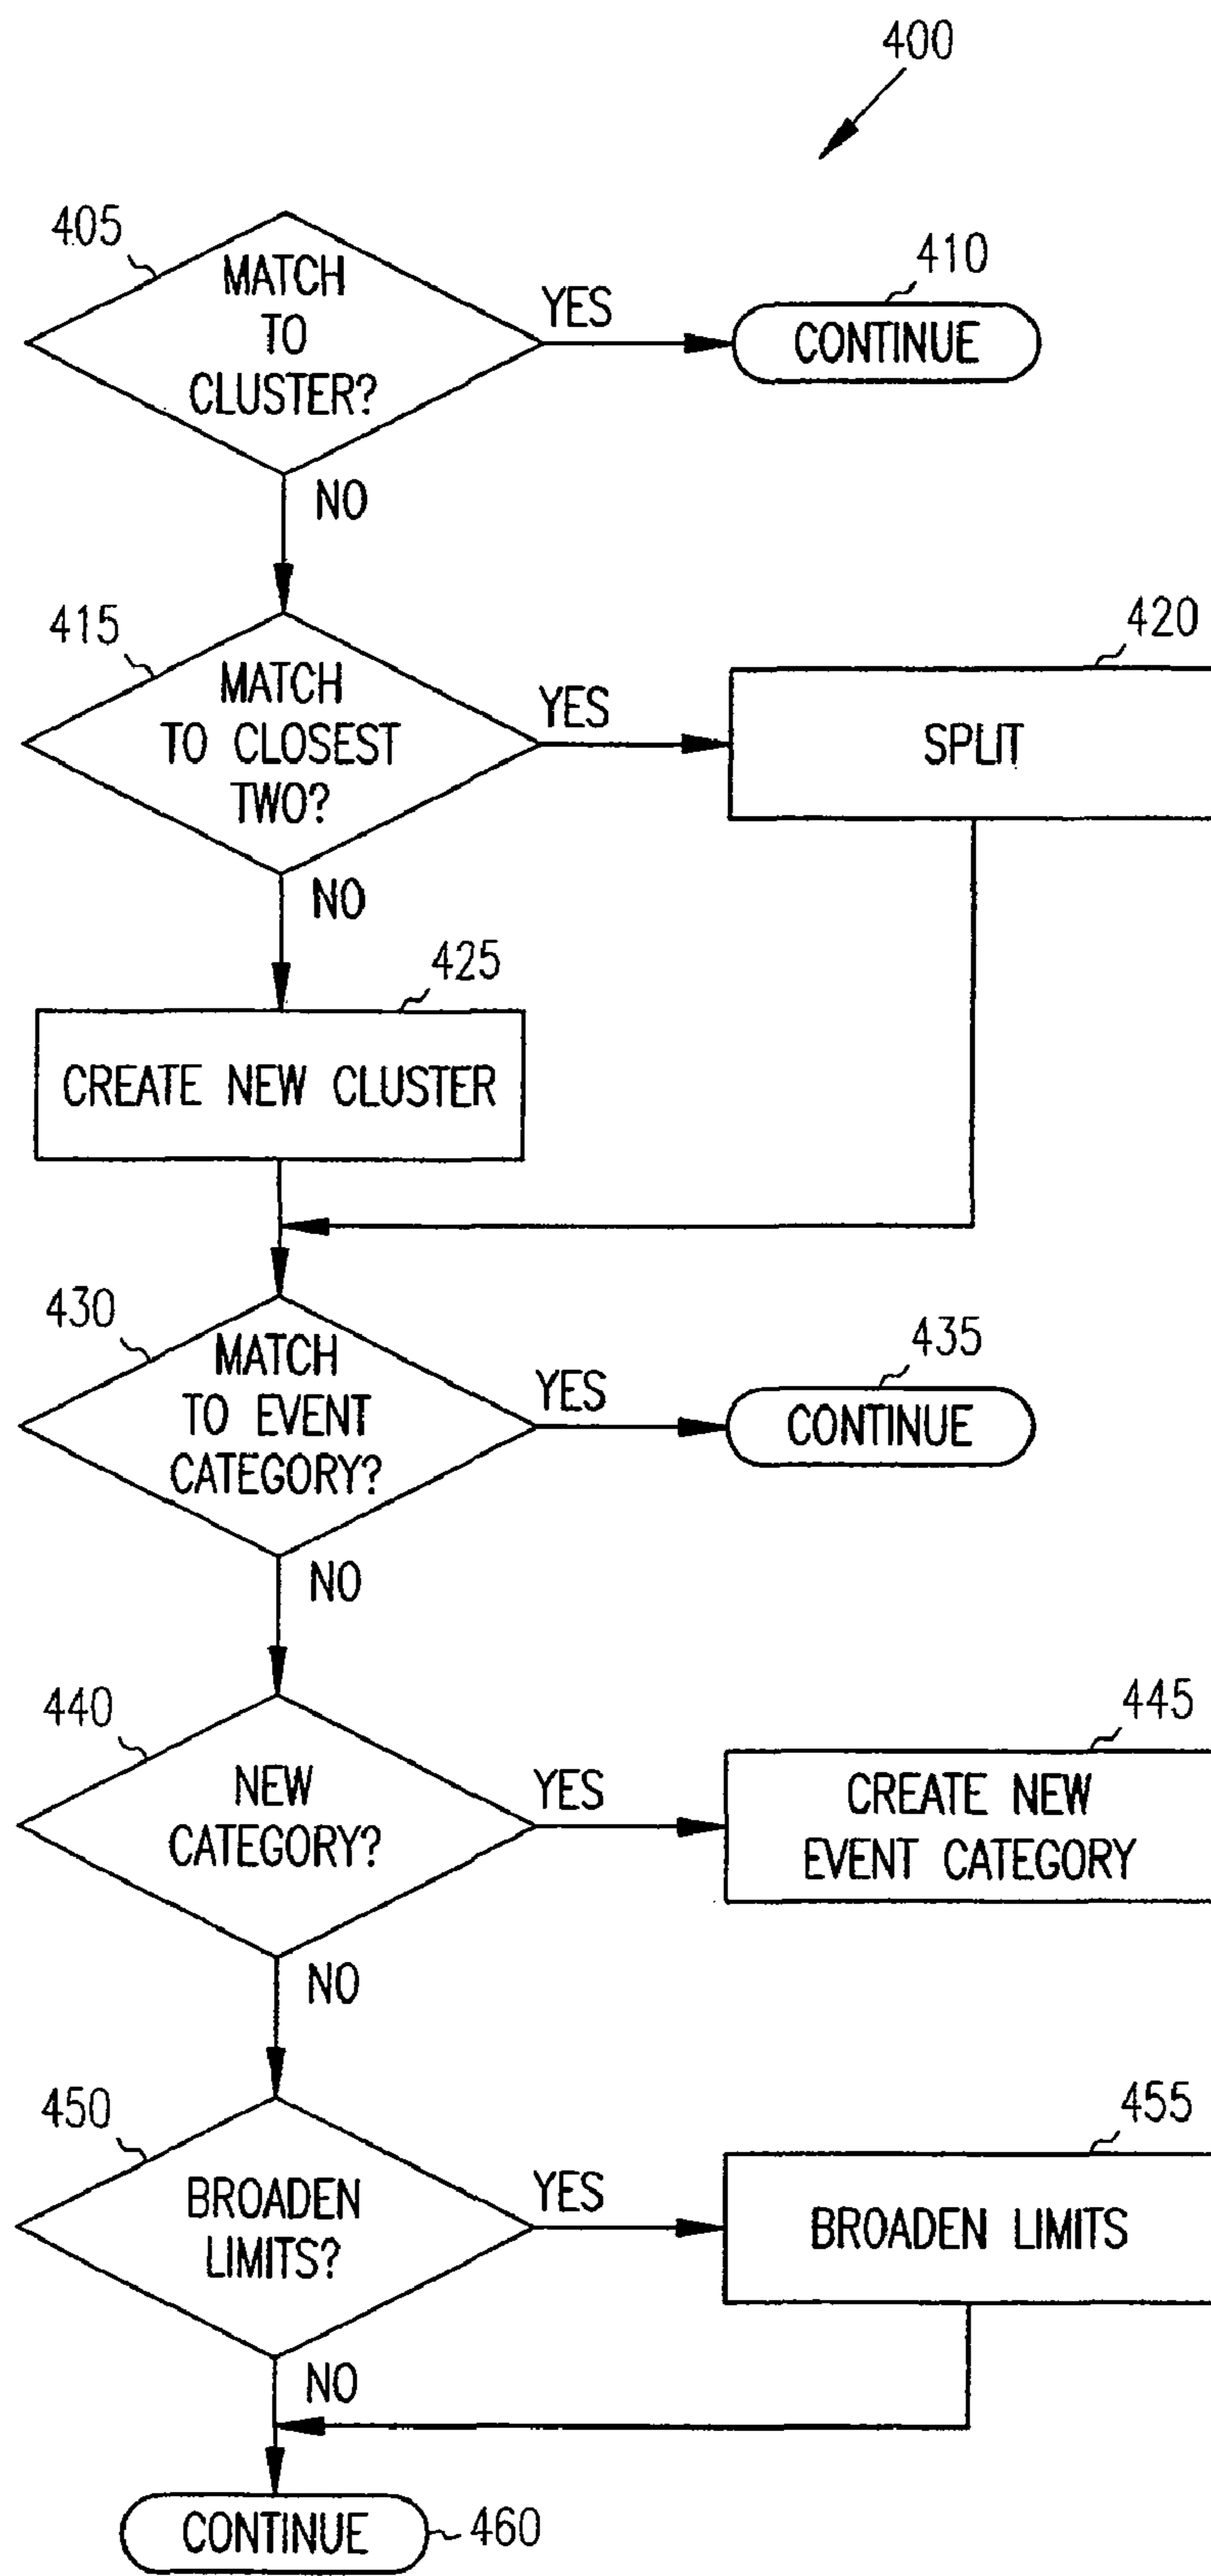 400
405
MATCH
TO
CLUSTER?
YES
410
CONTINUE
NO
415
MATCH
TO CLOSEST
TWO?
YES
420
SPLIT
NO
425
CREATE NEW CLUSTER
430
MATCH
TO EVENT
CATEGORY?
YES
435
CONTINUE
NO
440
NEW
CATEGORY?
YES
445
CREATE NEW
EVENT CATEGORY
NO
450
BROADEN
LIMITS?
YES
455
BROADEN LIMITS
NO
CONTINUE
460